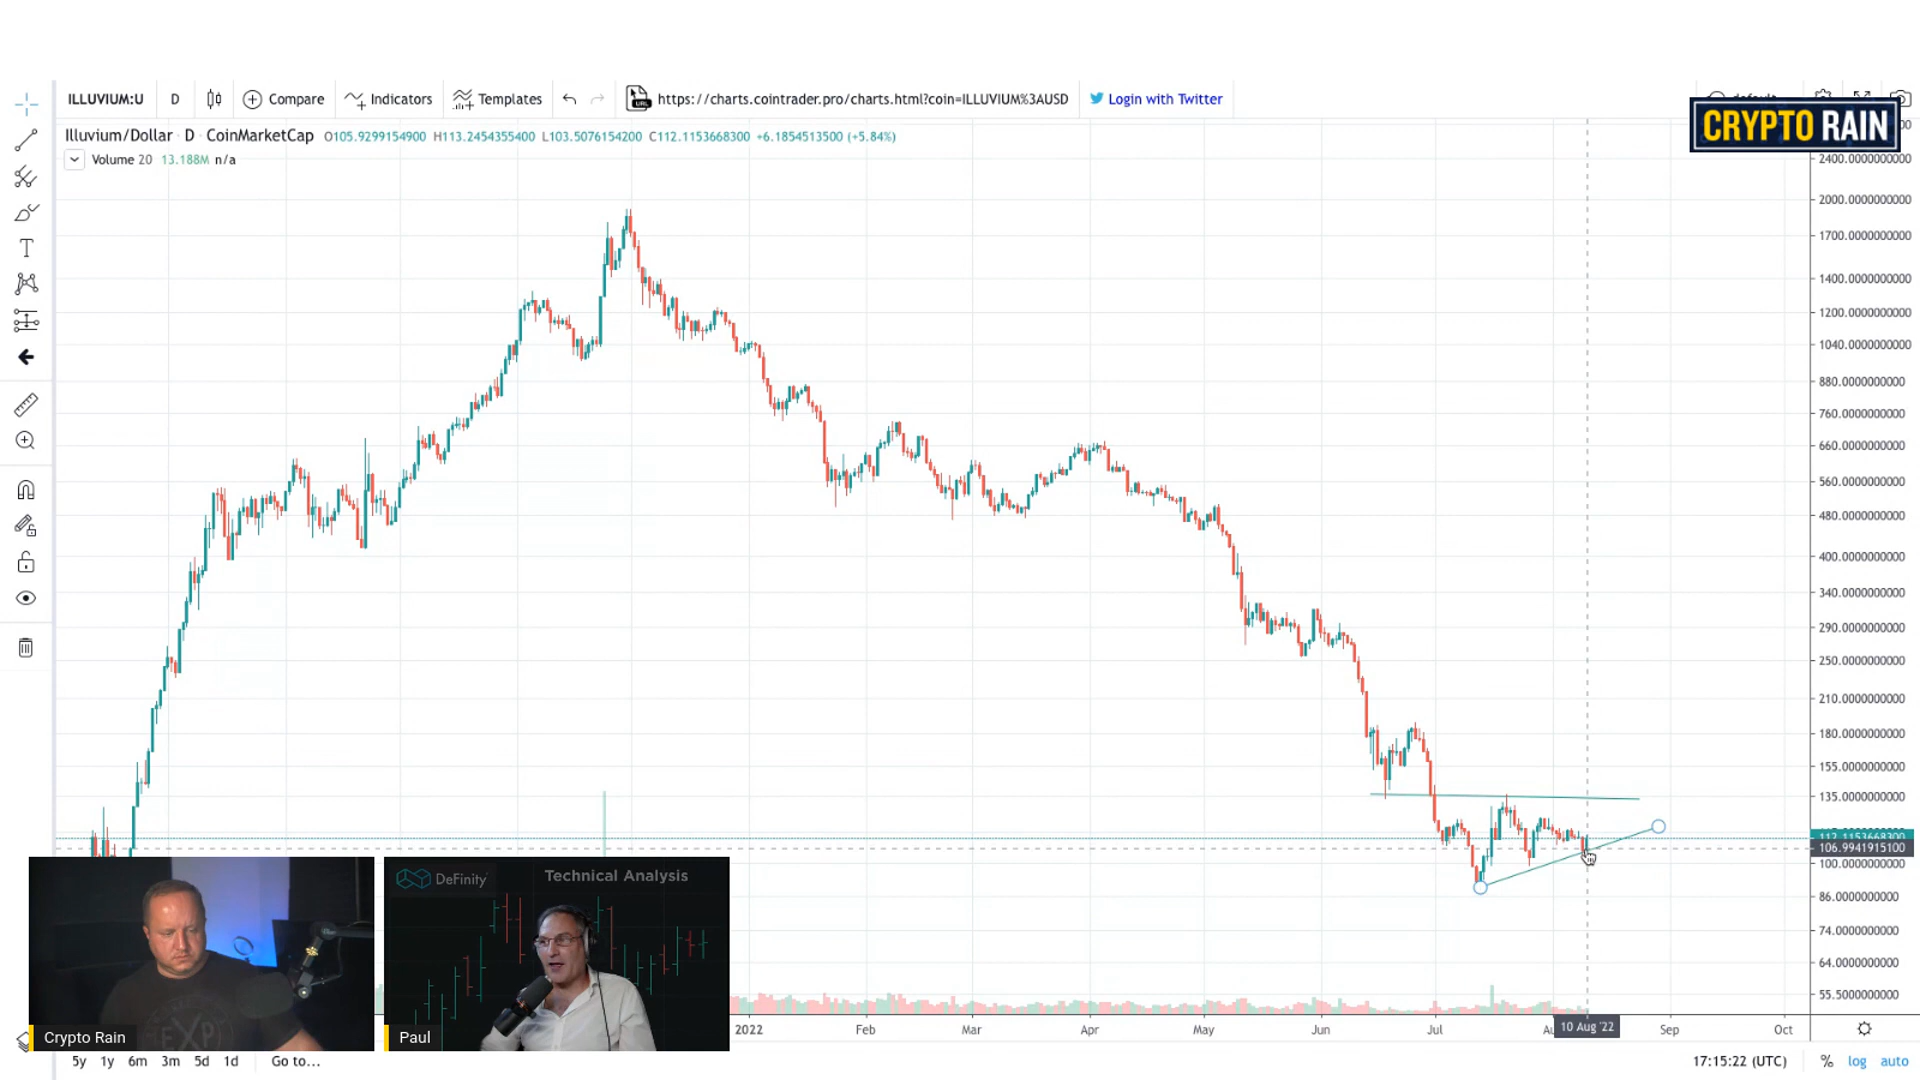 ILLUVIUM:U D Compare Indicators Templates https://charts.cointrader.pro/charts.html?coin=ILLUVIUM%3AUSD Login with Twitter default
CRYPTO RAIN
Illuvium/Dollar D CoinMarketCap O105.9299154900 H113.2454355400 L103.5076154200 C112.1153668300 +6.1854513500 (+5.84%)
Volume 20 13.188M n/a
2400.0000000000
2000.0000000000
1700.0000000000
1400.0000000000
1200.0000000000
1040.0000000000
880.0000000000
760.0000000000
660.0000000000
560.0000000000
480.0000000000
400.0000000000
340.0000000000
290.0000000000
250.0000000000
210.0000000000
180.0000000000
155.0000000000
135.0000000000
112.1153668300
106.9941915100
100.0000000000
86.0000000000
74.0000000000
64.0000000000
55.5000000000
DeFinity Technical Analysis
Crypto Rain
Paul
2022 Feb Mar Apr May Jun Jul 10 Aug '22 Sep Oct
5y 1y 6m 3m 5d 1d Go to... 17:15:22 (UTC) % log auto